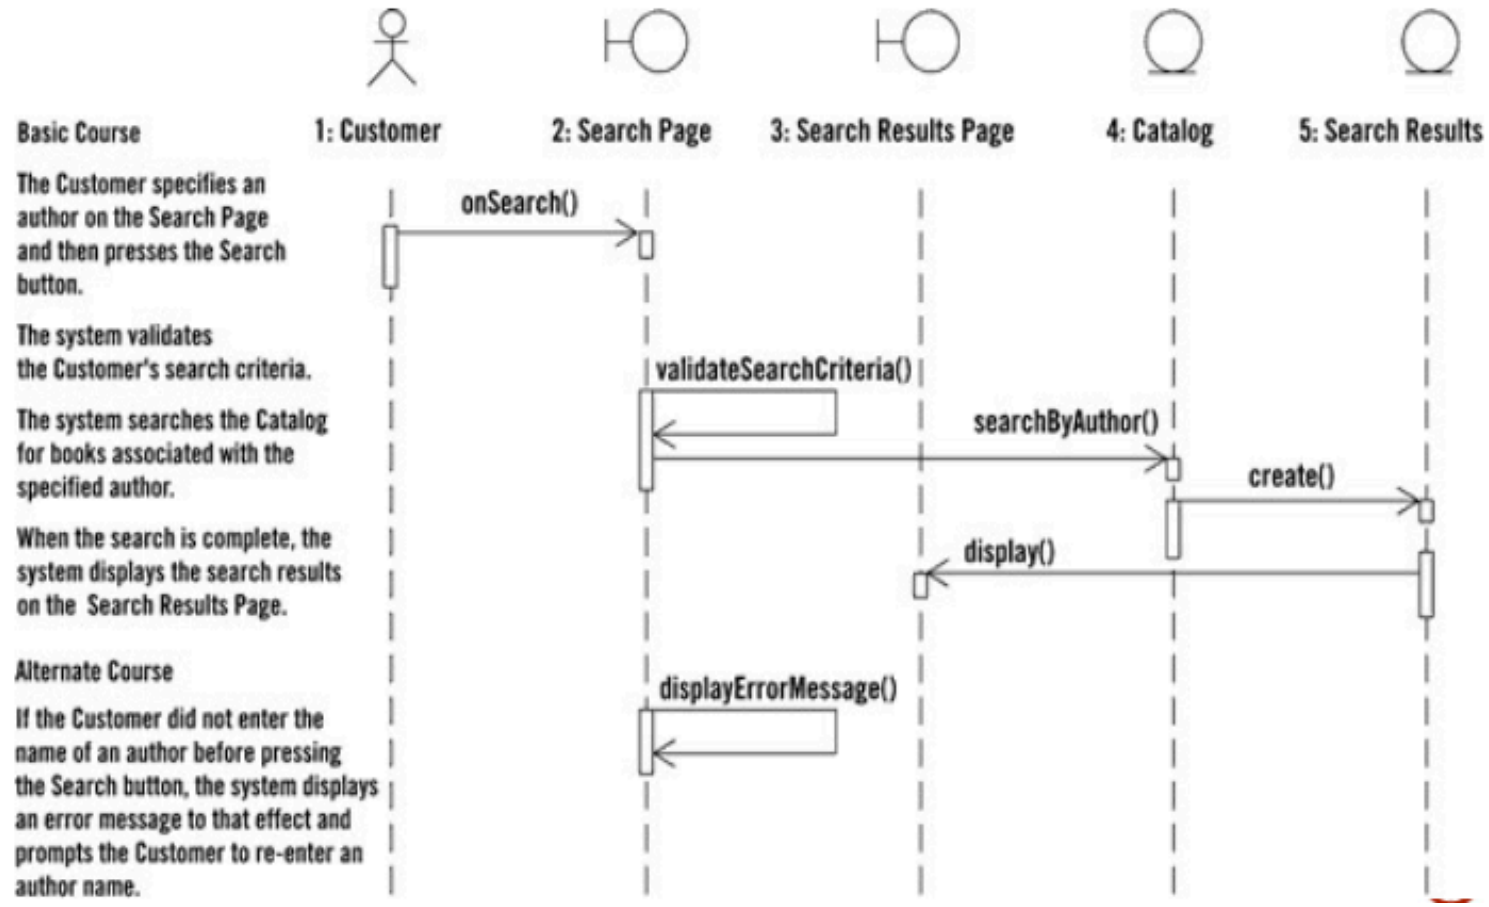 Basic Course
1: Customer
2: Search Page
3: Search Results Page
4: Catalog
5: Search Results
The Customer specifies an
author on the Search Page
and then presses the Search
button.
onSearch()
The system validates
the Customer's search criteria.
validateSearchCriteria()
The system searches the Catalog
for books associated with the
specified author.
searchByAuthor()
create()
When the search is complete, the
system displays the search results
on the Search Results Page.
display()
Alternate Course
displayErrorMessage()
If the Customer did not enter the
name of an author before pressing
the Search button, the system displays
an error message to that effect and
prompts the Customer to re-enter an
author name.